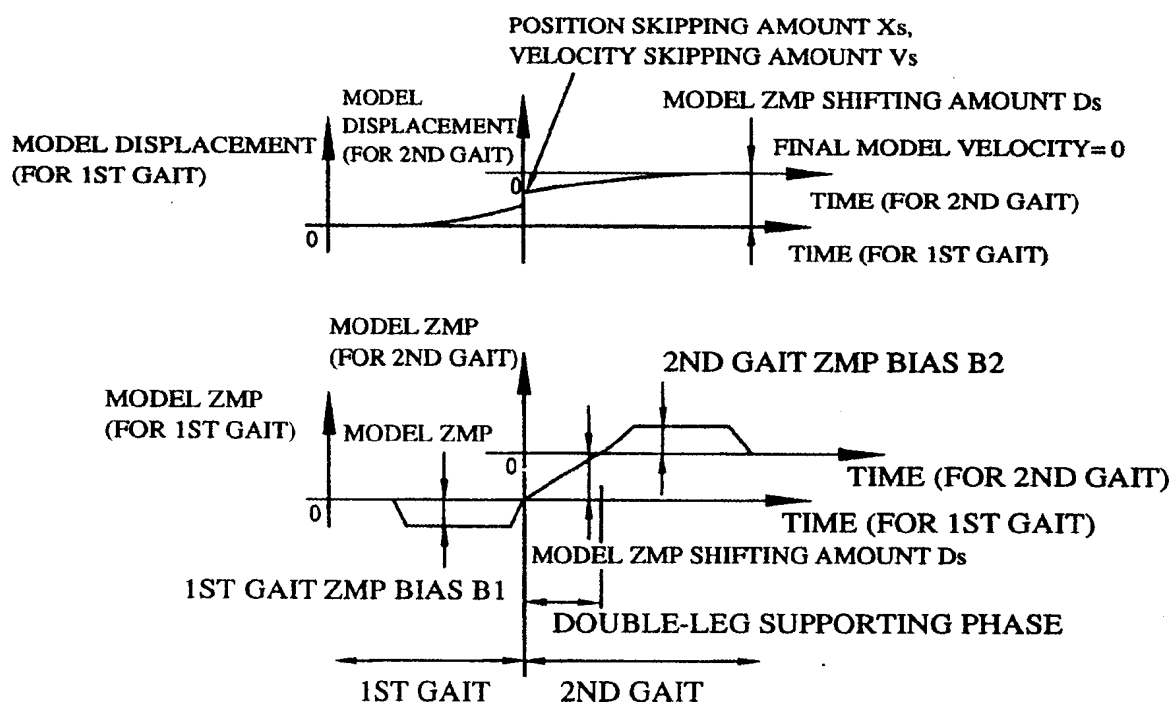 POSITION SKIPPING AMOUNT Xs,
VELOCITY SKIPPING AMOUNT Vs
MODEL
DISPLACEMENT
(FOR 2ND GAIT)
MODEL ZMP SHIFTING AMOUNT Ds
MODEL DISPLACEMENT
(FOR 1ST GAIT)
FINAL MODEL VELOCITY=0
0
TIME (FOR 2ND GAIT)
0
TIME (FOR 1ST GAIT)
MODEL ZMP
(FOR 2ND GAIT)
2ND GAIT ZMP BIAS B2
MODEL ZMP
(FOR 1ST GAIT)
MODEL ZMP
0
TIME (FOR 2ND GAIT)
0
TIME (FOR 1ST GAIT)
MODEL ZMP SHIFTING AMOUNT Ds
1ST GAIT ZMP BIAS B1
DOUBLE-LEG SUPPORTING PHASE
1ST GAIT
2ND GAIT